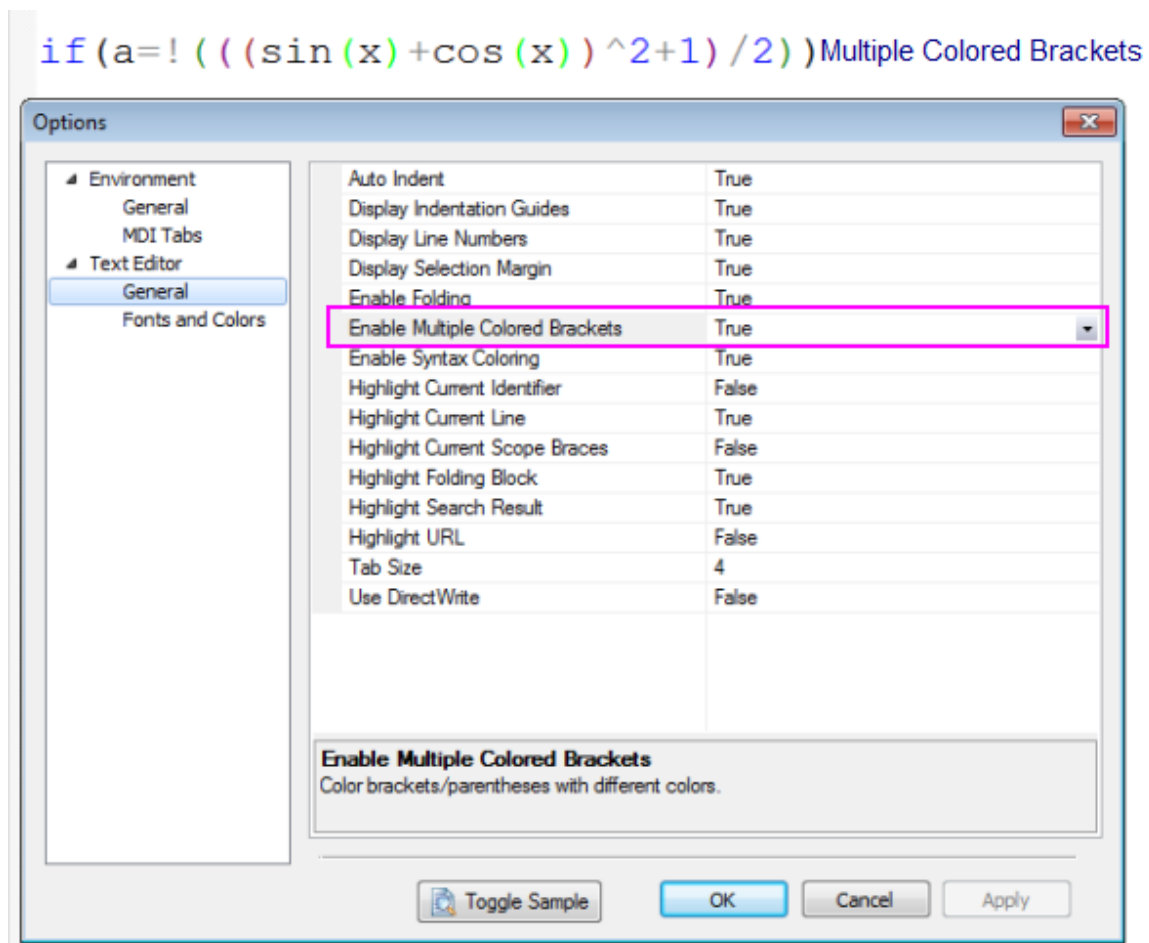 if(a=!(((sin(x)+cos(x))^2+1)/2))Multiple Colored Brackets
Options
Environment
General
MDI Tabs
Text Editor
General
Fonts and Colors
Auto Indent True
Display Indentation Guides True
Display Line Numbers True
Display Selection Margin True
Enable Folding True
Enable Multiple Colored Brackets True
Enable Syntax Coloring True
Highlight Current Identifier False
Highlight Current Line True
Highlight Current Scope Braces False
Highlight Folding Block True
Highlight Search Result True
Highlight URL False
Tab Size 4
Use DirectWrite False
Enable Multiple Colored Brackets
Color brackets/parentheses with different colors.
Toggle Sample OK Cancel Apply